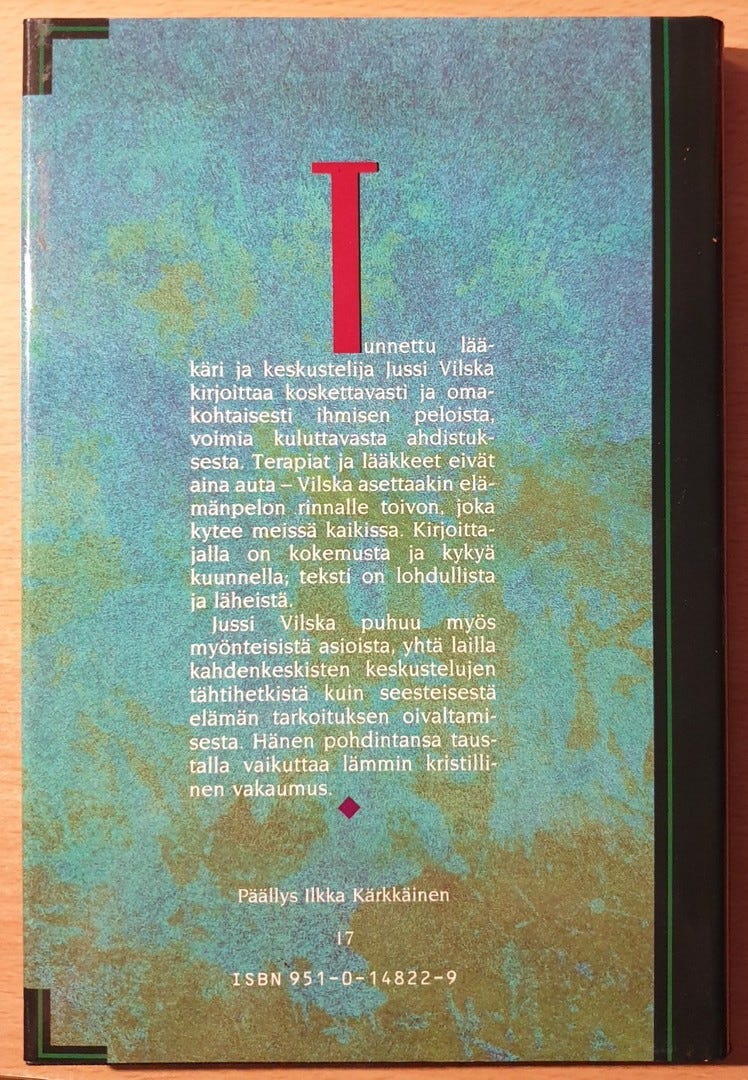 Tunnettu lää-
käri ja keskustelija Jussi Vilska
kirjoittaa koskettavasti ja oma-
kohtaisesti ihmisen peloista,
voimia kuluttavasta ahdistuk-
sesta. Terapiat ja lääkkeet eivät
aina auta – Vilska asettaakin elä-
mänpelon rinnalle toivon, joka
kytee meissä kaikissa. Kirjoitta-
jalla on kokemusta ja kykyä
kuunnella; teksti on lohdullista
ja läheistä.
Jussi Vilska puhuu myös
myönteisistä asioista, yhtä lailla
kahdenkeskisten keskustelujen
tähtihetkistä kuin seesteisestä
elämän tarkoituksen oivaltami-
sesta. Hänen pohdintansa taus-
talla vaikuttaa lämmin kristilli-
nen vakaumus.
Päällys Ilkka Kärkkäinen
17
ISBN 951-0-14822-9